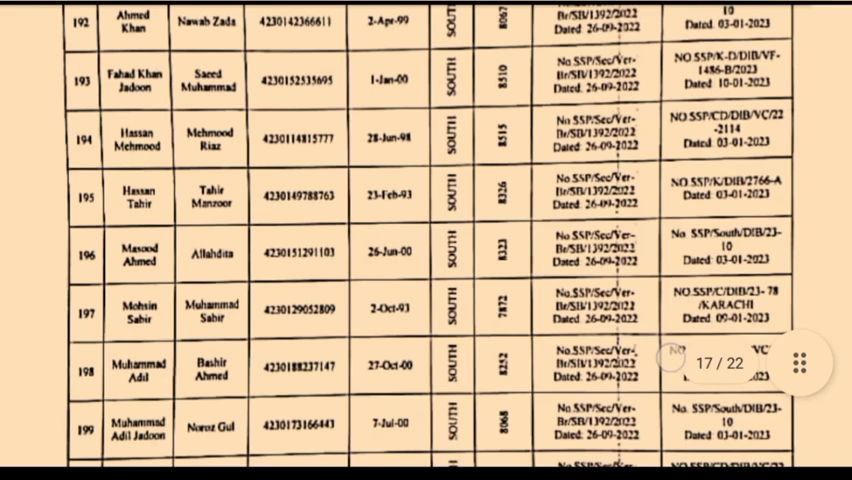 192 Ahmed Khan Nawab Zada 4230142366611 2-Apr-99 SOUTH 8067 Br/SB/1392/2022 Dated: 26-09-2022 10 Dated: 03-01-2023
193 Fahad Khan Jadoon Saeed Muhammad 4230152535695 1-Jan-00 SOUTH 8510 No.SSP/Sec/Ver-Br/SB/1392/2022 Dated: 26-09-2022 NO.SSP/K-D/DIB/VF-1486-B/2023 Dated: 10-01-2023
194 Hassan Mehmood Mehmood Riaz 4230114815777 28-Jun-98 SOUTH 8515 No.SSP/Sec/Ver-Br/SB/1392/2022 Dated: 26-09-2022 NO.SSP/CD/DIB/VC/22-2114 Dated: 03-01-2023
195 Hassan Tahir Tahir Manzoor 4230149788763 23-Feb-93 SOUTH 8326 No.SSP/Sec/Ver-Br/SB/1392/2022 Dated: 26-09-2022 NO.SSP/K/DIB/2766-A Dated: 03-01-2023
196 Masood Ahmed Allahdita 4230151291103 26-Jun-00 SOUTH 8323 No.SSP/Sec/Ver-Br/SB/1392/2022 Dated: 26-09-2022 No. SSP/South/DIB/23-10 Dated: 03-01-2023
197 Mohsin Sabir Muhammad Sabir 4230129052809 2-Oct-93 SOUTH 7872 No.SSP/Sec/Ver-Br/SB/1392/2022 Dated: 26-09-2022 NO.SSP/C/DIB/23- 78 /KARACHI Dated: 09-01-2023
198 Muhammad Adil Bashir Ahmed 4230188237147 27-Oct-00 SOUTH 8252 No.SSP/Sec/Ver-Br/SB/1392/2022 Dated: 26-09-2022
17 / 22
199 Muhammad Adil Jadoon Noroz Gul 4230173166443 7-Jul-00 SOUTH 8068 No.SSP/Sec/Ver-Br/SB/1392/2022 Dated: 26-09-2022 No. SSP/South/DIB/23-10 Dated: 03-01-2023